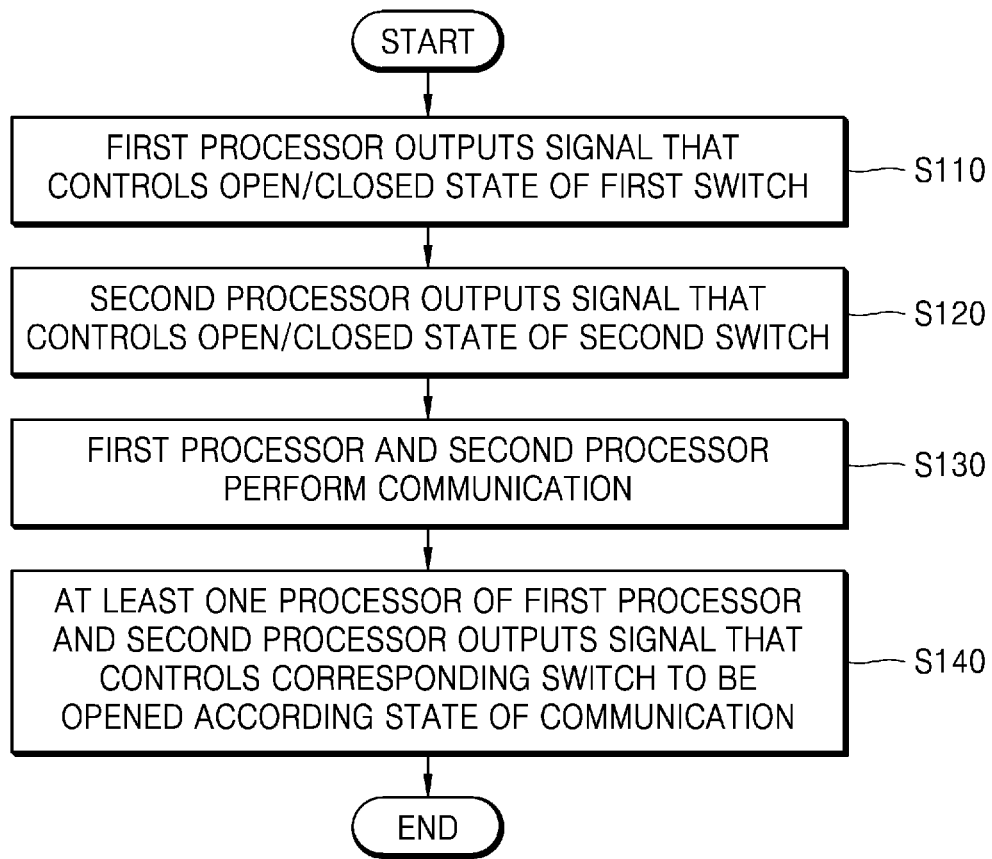 START
FIRST PROCESSOR OUTPUTS SIGNAL THAT
CONTROLS OPEN/CLOSED STATE OF FIRST SWITCH
S110
SECOND PROCESSOR OUTPUTS SIGNAL THAT
CONTROLS OPEN/CLOSED STATE OF SECOND SWITCH
S120
FIRST PROCESSOR AND SECOND PROCESSOR
PERFORM COMMUNICATION
S130
AT LEAST ONE PROCESSOR OF FIRST PROCESSOR
AND SECOND PROCESSOR OUTPUTS SIGNAL THAT
CONTROLS CORRESPONDING SWITCH TO BE
OPENED ACCORDING STATE OF COMMUNICATION
S140
END